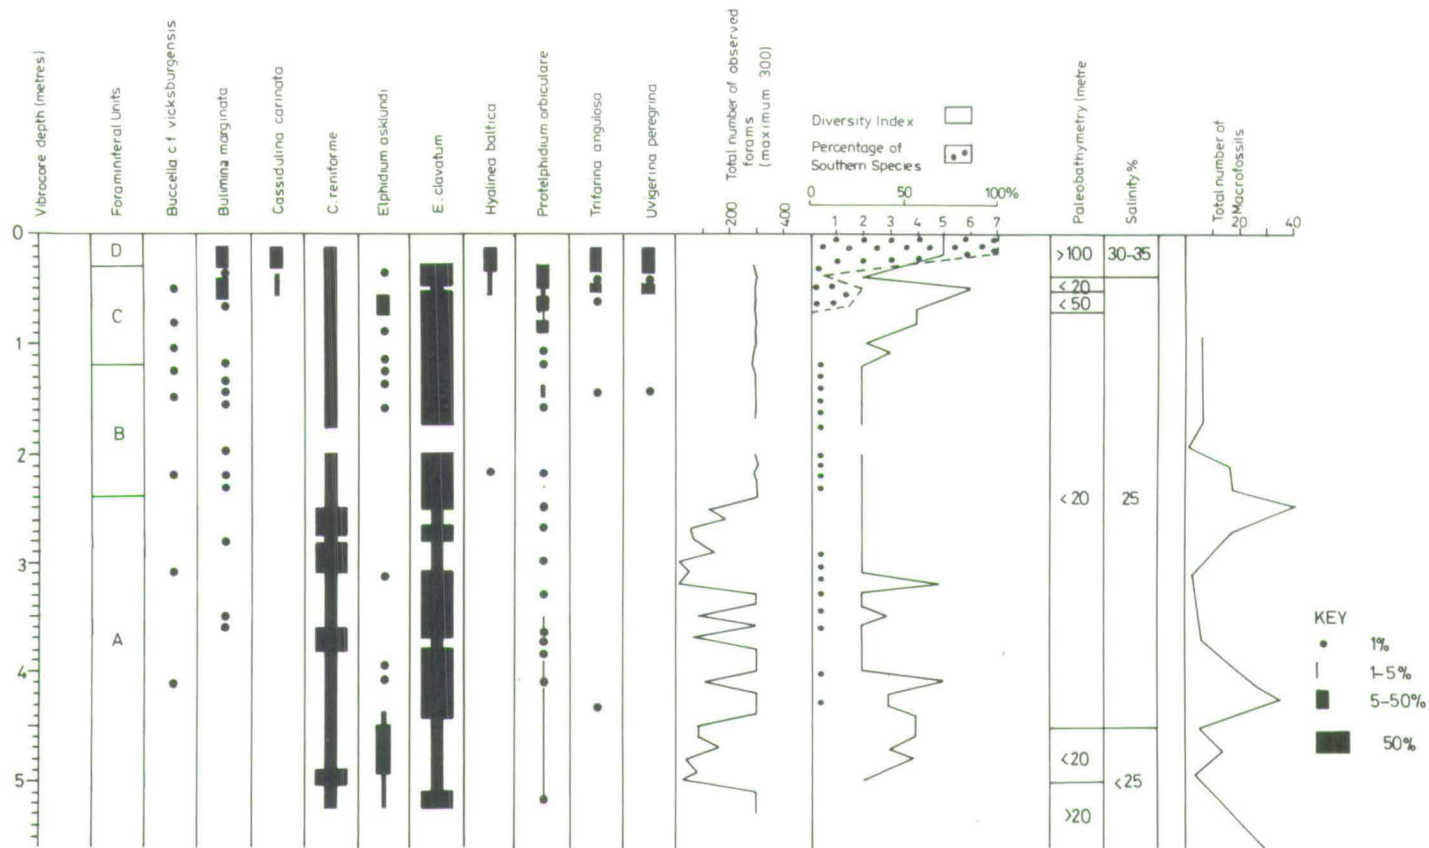 Vibrocore depth (metres)
Foraminiferal Units
Buccella c f vicksburgensis
Bulimina marginata
Cassidulina carinata
C. reniforme
Elphidium asklundi
E. clavatum
Hyalinea baltica
Protelphidium orbiculare
Trifarina angulosa
Uvigerina peregrina
Total number of observed
forams
(maximum 300)
200
400
Diversity Index
Percentage of
Southern Species
0 50 100%
1 2 3 4 5 6 7
Paleobathymetry (metre
Salinity %
Total number of
Macrofossils
20 40
0
1
2
3
4
5
D
C
B
A
>100 30-35
<20
<50
<20 25
<20
<25
>20
KEY
1%
1-5%
5-50%
50%